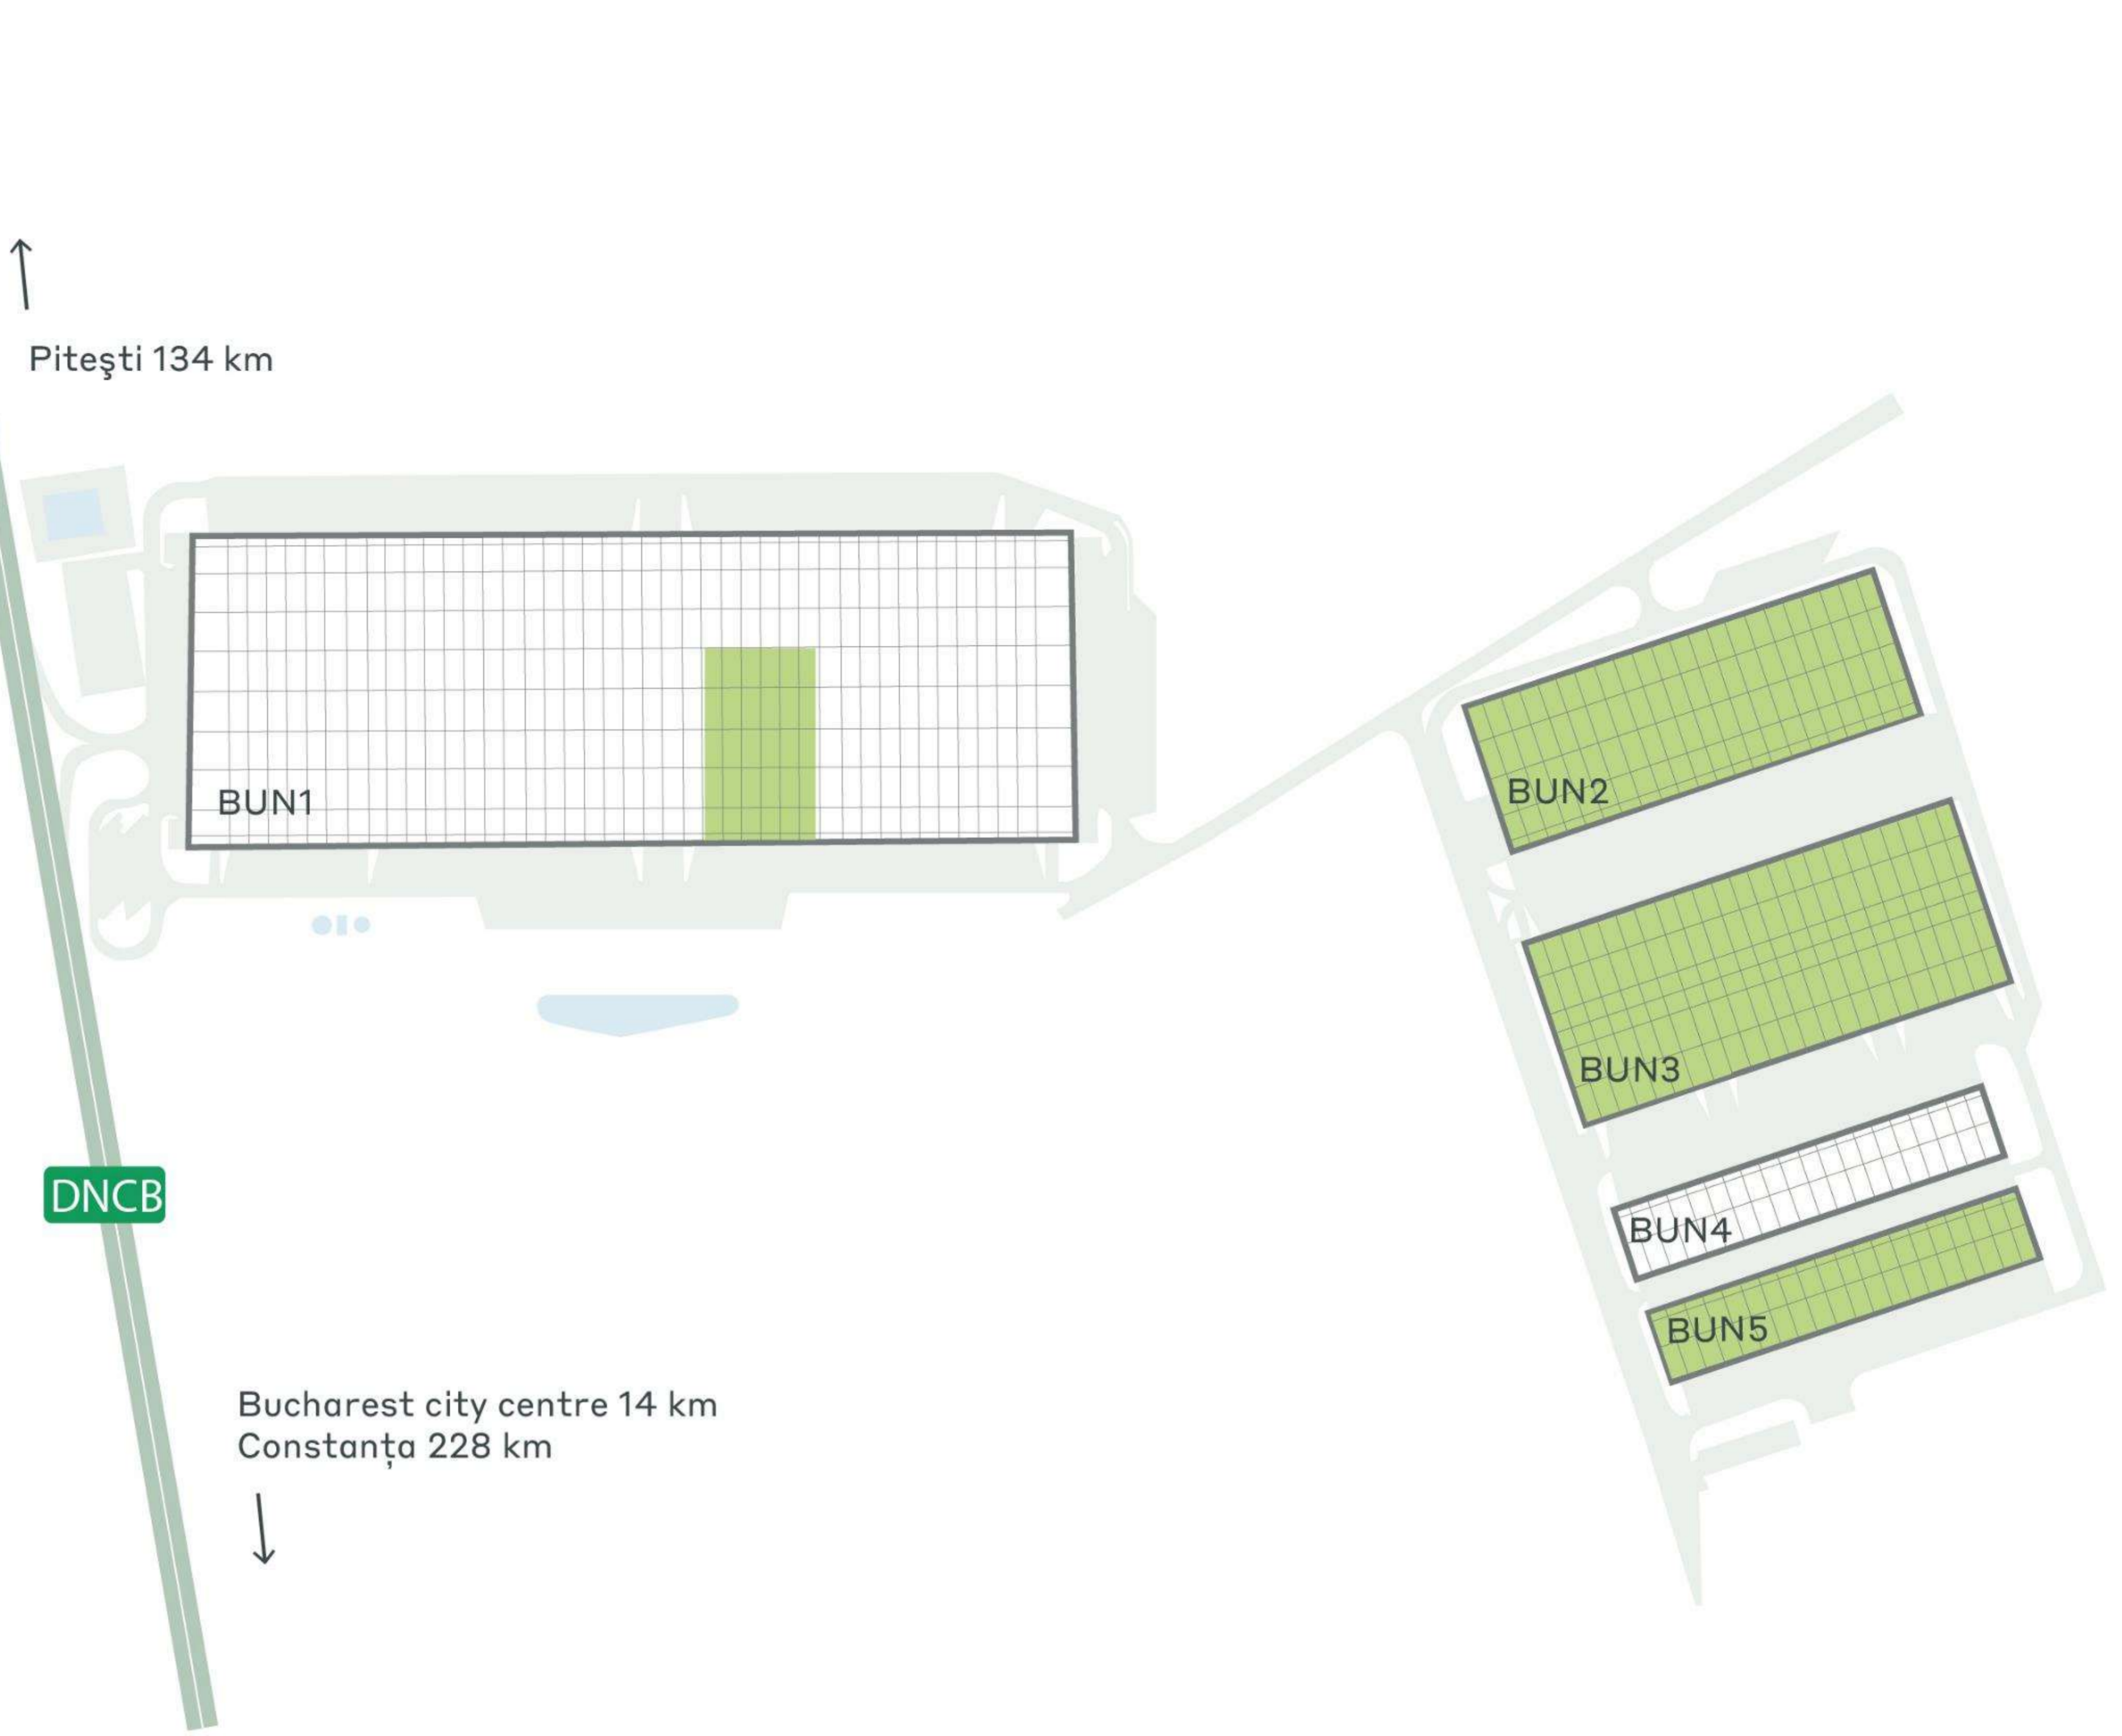 Piteşti 134 km
BUN1
BUN2
BUN3
BUN4
BUN5
DNCB
Bucharest city centre 14 km
Constanța 228 km